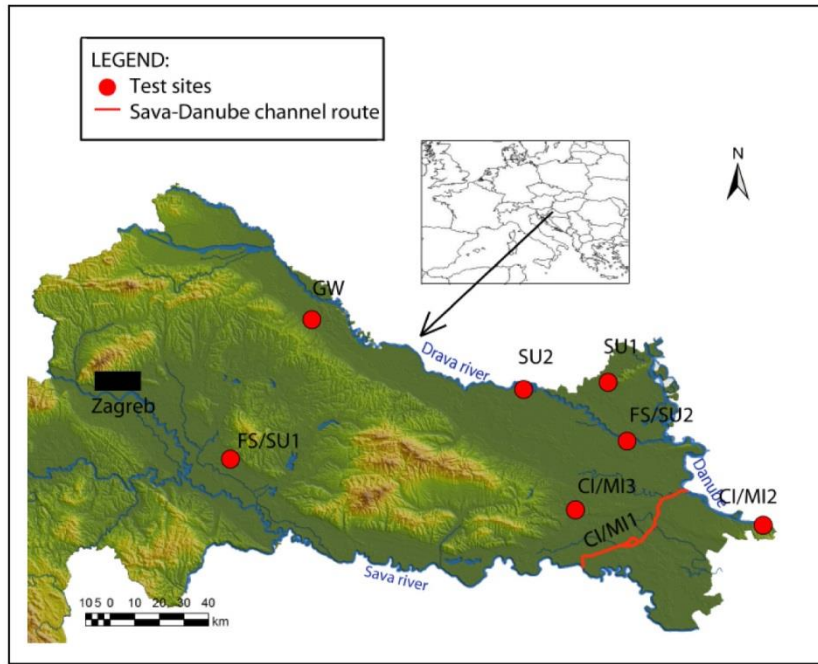 LEGEND:
Test sites
Sava-Danube channel route
N
GW
Drava river
SU2
SU1
Zagreb
FS/SU2
FS/SU1
Danube
CI/MI3
CI/MI2
CI/MI1
Sava river
10 5 0 10 20 30 40
km